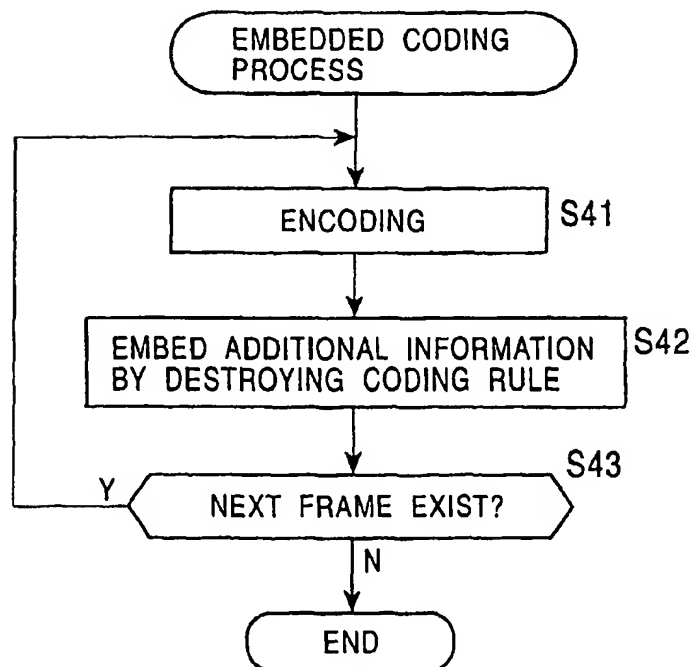 EMBEDDED CODING
PROCESS
ENCODING
S41
EMBED ADDITIONAL INFORMATION
BY DESTROYING CODING RULE
S42
S43
NEXT FRAME EXIST?
Y
N
END